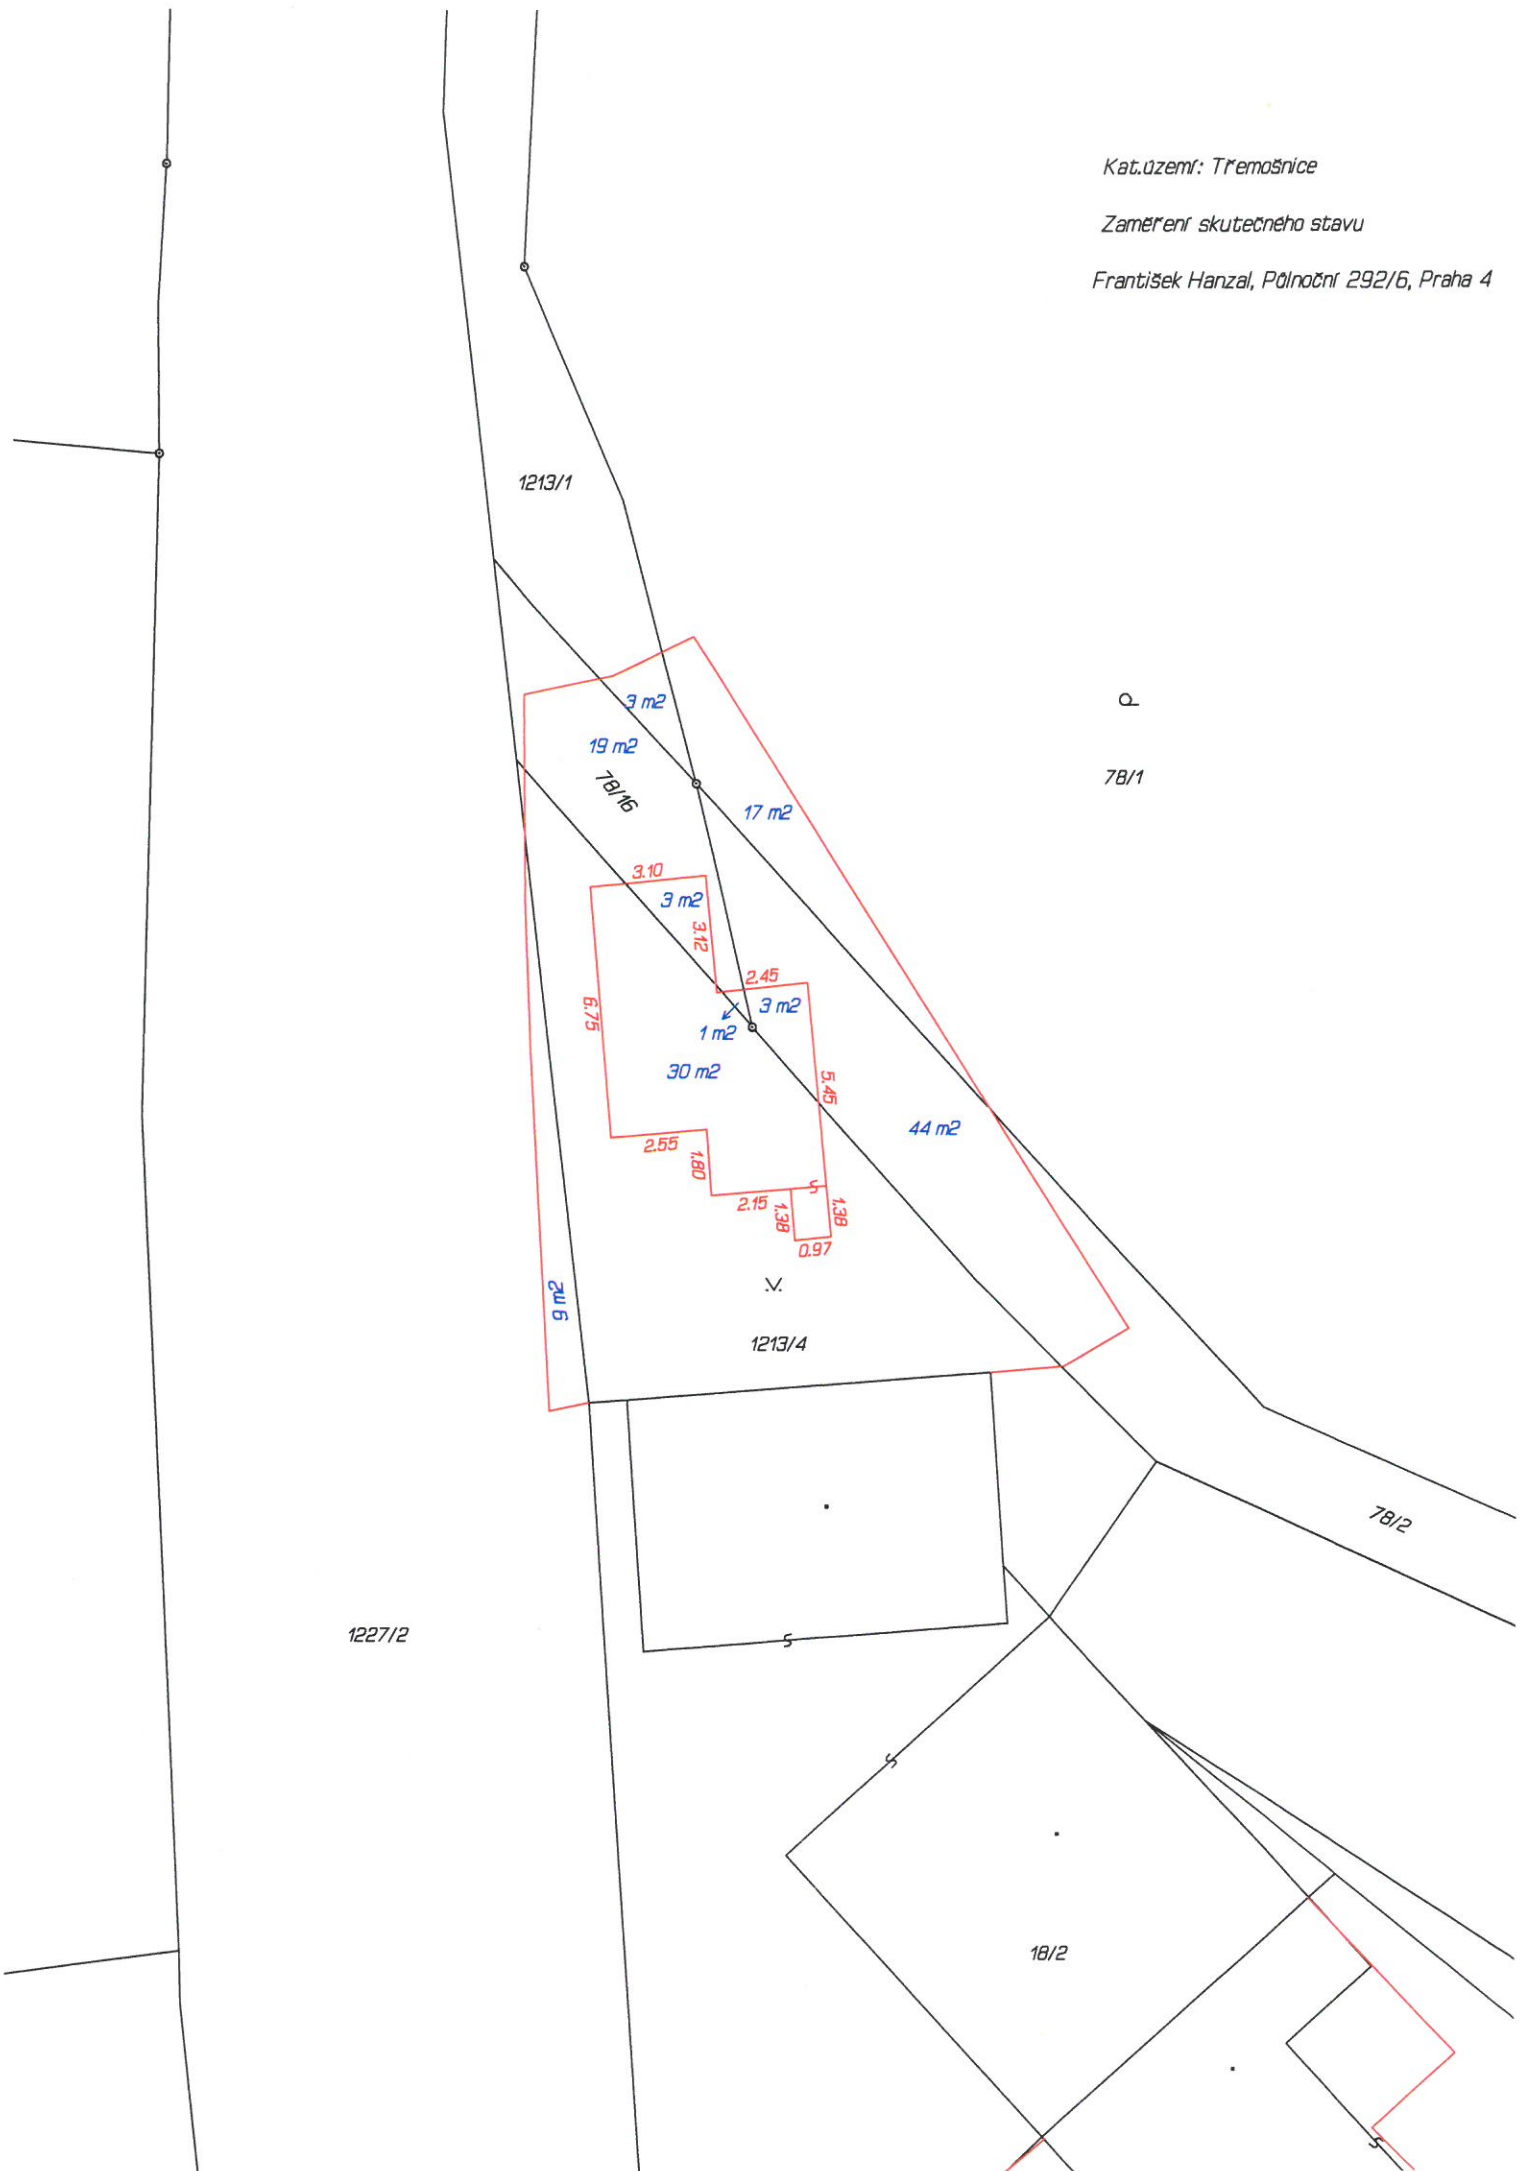 Kat.území: Třemošnice
Zaměření skutečného stavu
František Hanzal, Půlnoční 292/6, Praha 4
1213/1
3 m2
19 m2
78/16
78/1
17 m2
3.10
3 m2
3.12
2.45
3 m2
6.75
1 m2
30 m2
5.45
44 m2
2.55
1.80
2.15
1.38
1.38
0.97
9 m2
1213/4
78/2
1227/2
18/2